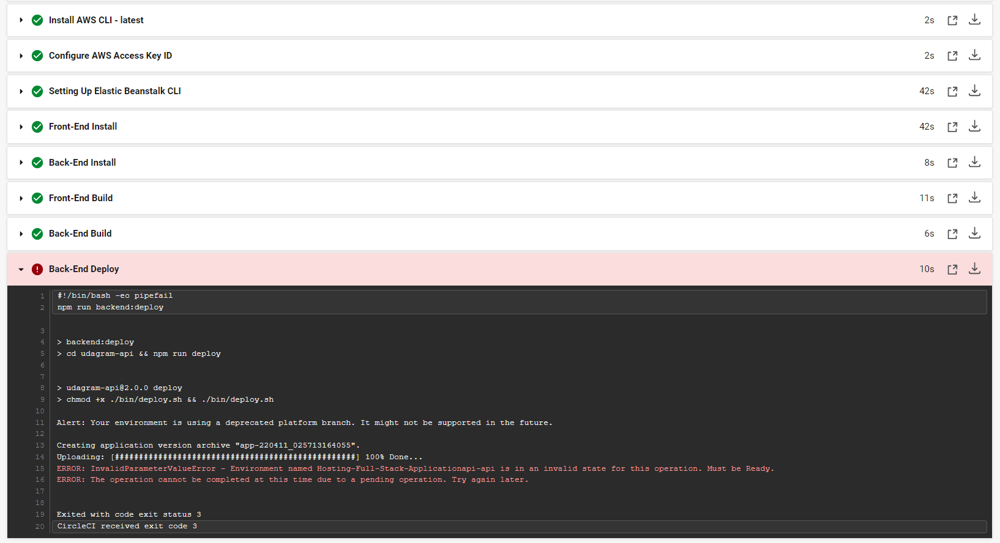 Install AWS CLI - latest 2s
Configure AWS Access Key ID 2s
Setting Up Elastic Beanstalk CLI 42s
Front-End Install 42s
Back-End Install 8s
Front-End Build 11s
Back-End Build 6s
Back-End Deploy 10s
1 #!/bin/bash -eo pipefail
2 npm run backend:deploy
3
4 > backend:deploy
5 > cd udagram-api && npm run deploy
6
7
8 > udagram-api@2.0.0 deploy
9 > chmod +x ./bin/deploy.sh && ./bin/deploy.sh
10
11 Alert: Your environment is using a deprecated platform branch. It might not be supported in the future.
12
13 Creating application version archive "app-220411_025713164055".
14 Uploading: [##################################################] 100% Done...
15 ERROR: InvalidParameterValueError - Environment named Hosting-Full-Stack-Applicationapi-api is in an invalid state for this operation. Must be Ready.
16 ERROR: The operation cannot be completed at this time due to a pending operation. Try again later.
17
18
19 Exited with code exit status 3
20 CircleCI received exit code 3